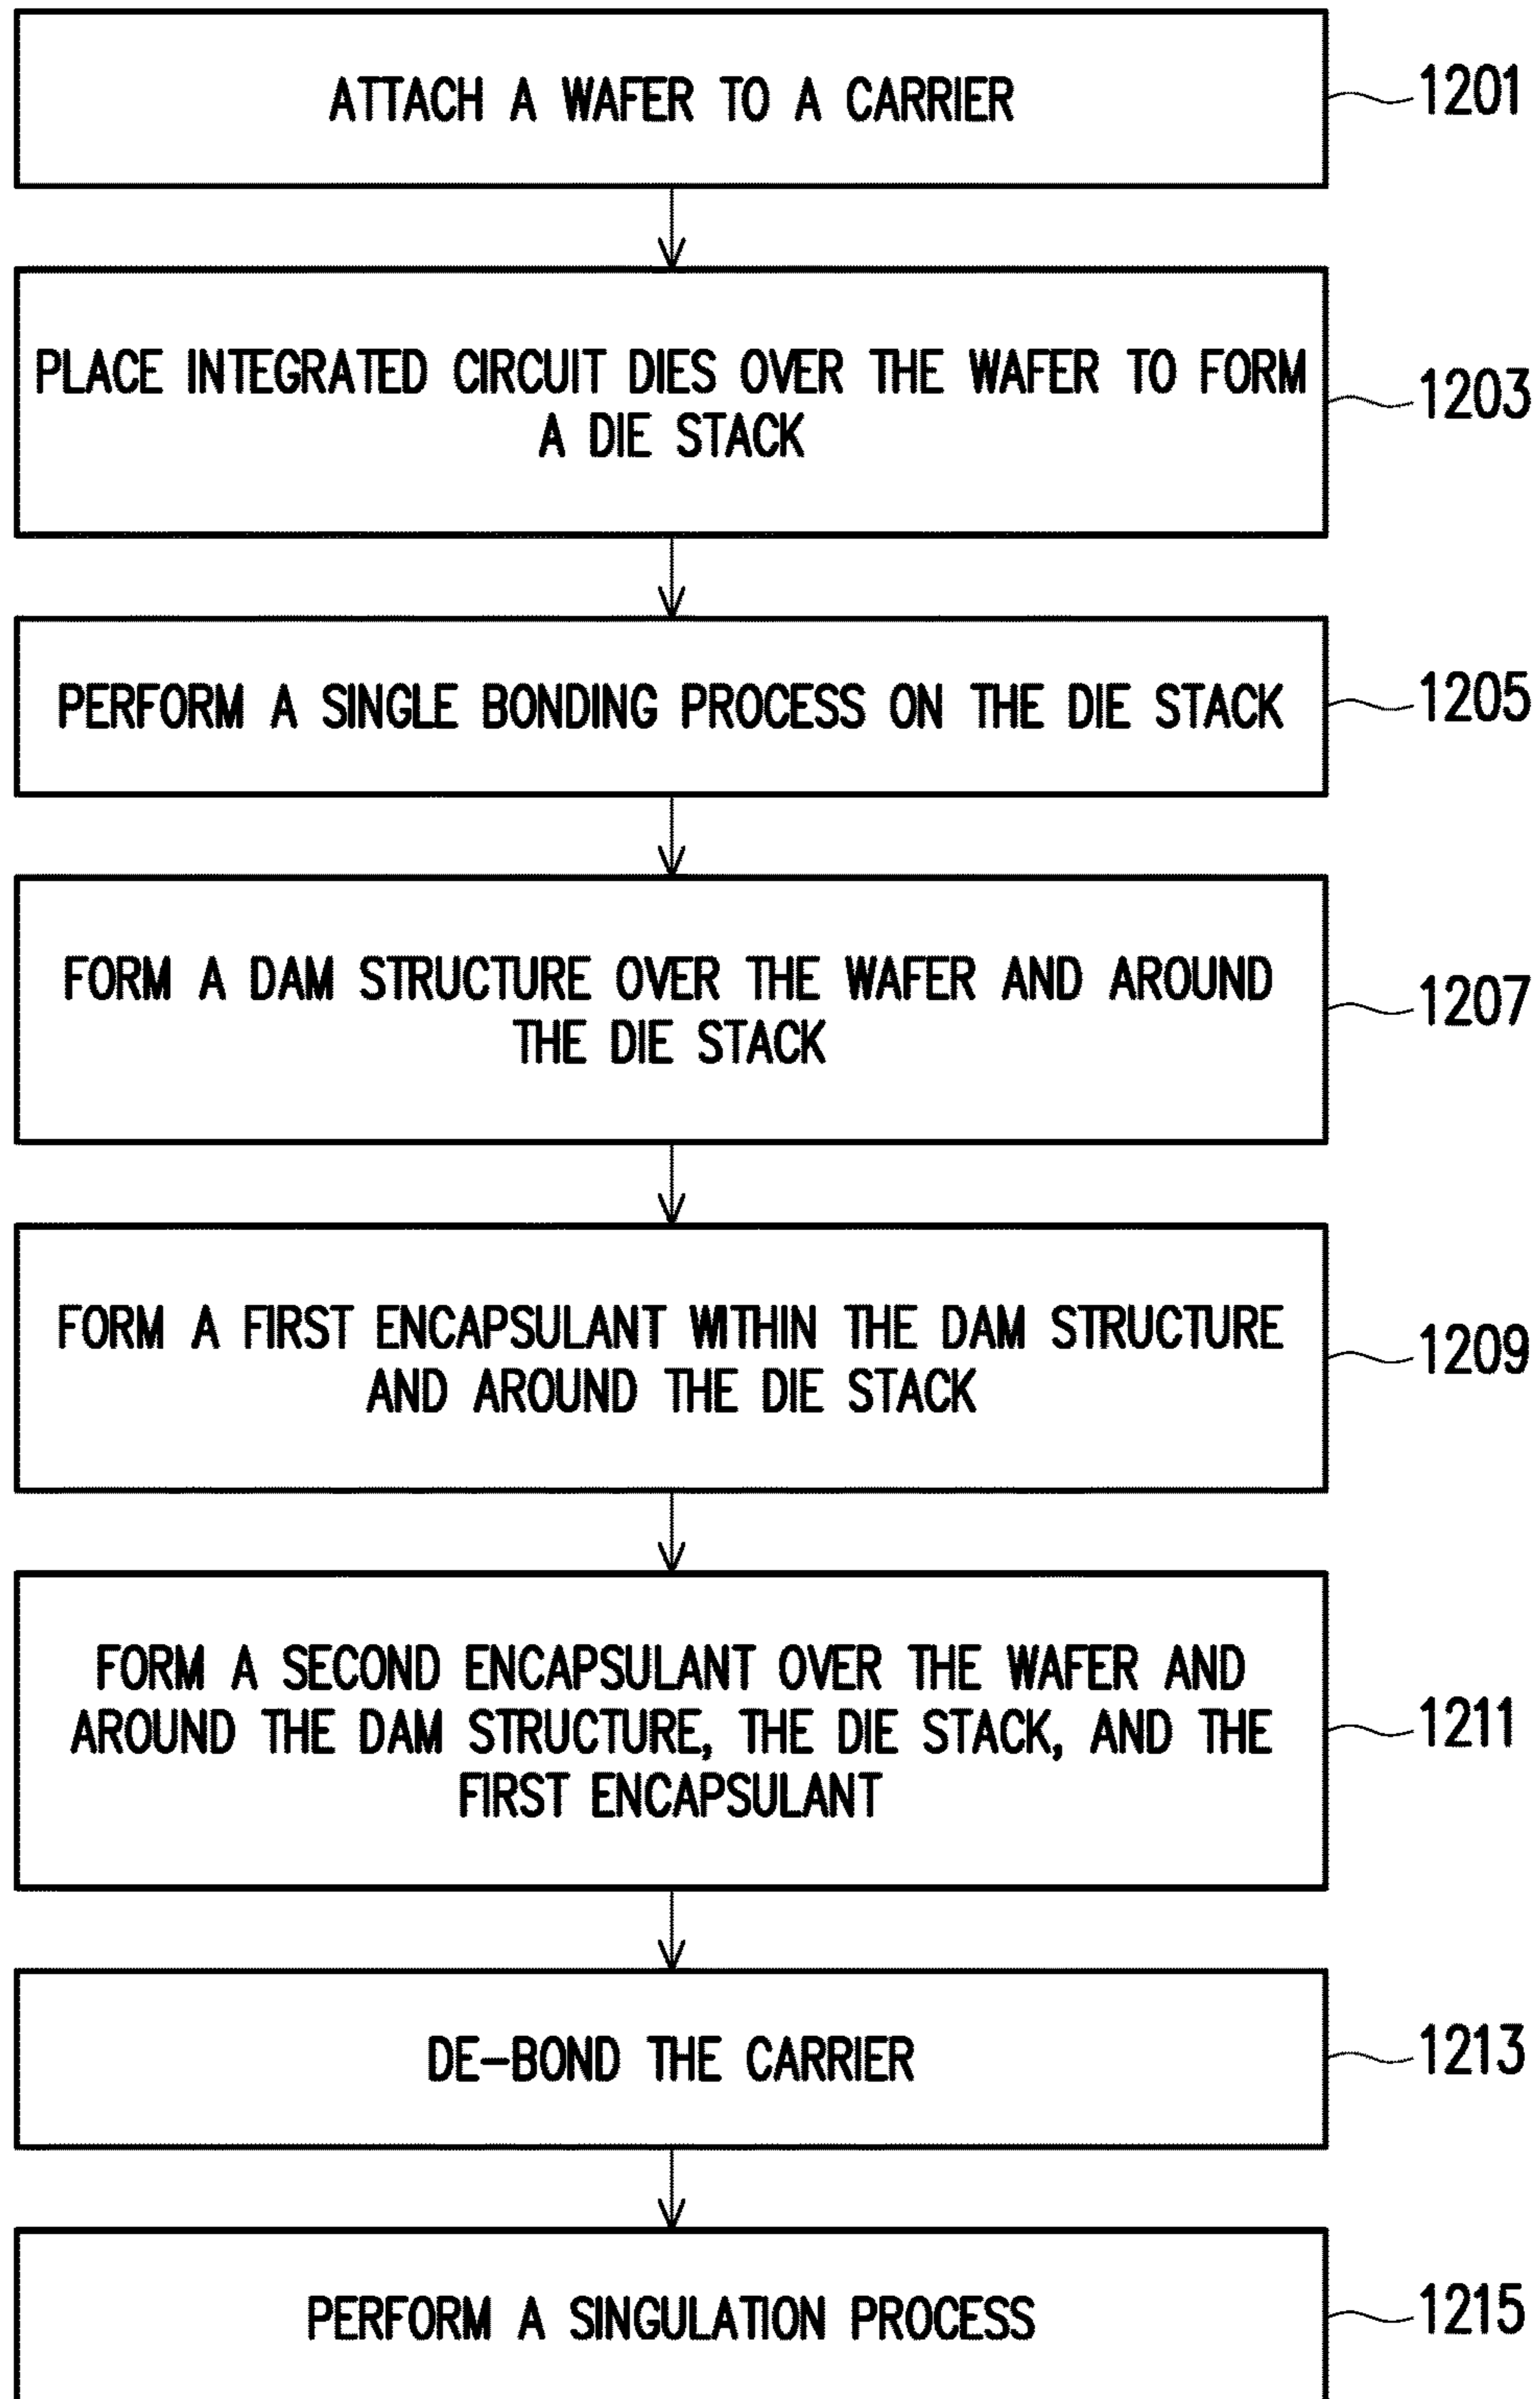 ATTACH A WAFER TO A CARRIER
1201
PLACE INTEGRATED CIRCUIT DIES OVER THE WAFER TO FORM
A DIE STACK
1203
PERFORM A SINGLE BONDING PROCESS ON THE DIE STACK
1205
FORM A DAM STRUCTURE OVER THE WAFER AND AROUND
THE DIE STACK
1207
FORM A FIRST ENCAPSULANT WITHIN THE DAM STRUCTURE
AND AROUND THE DIE STACK
1209
FORM A SECOND ENCAPSULANT OVER THE WAFER AND
AROUND THE DAM STRUCTURE, THE DIE STACK, AND THE
FIRST ENCAPSULANT
1211
DE-BOND THE CARRIER
1213
PERFORM A SINGULATION PROCESS
1215